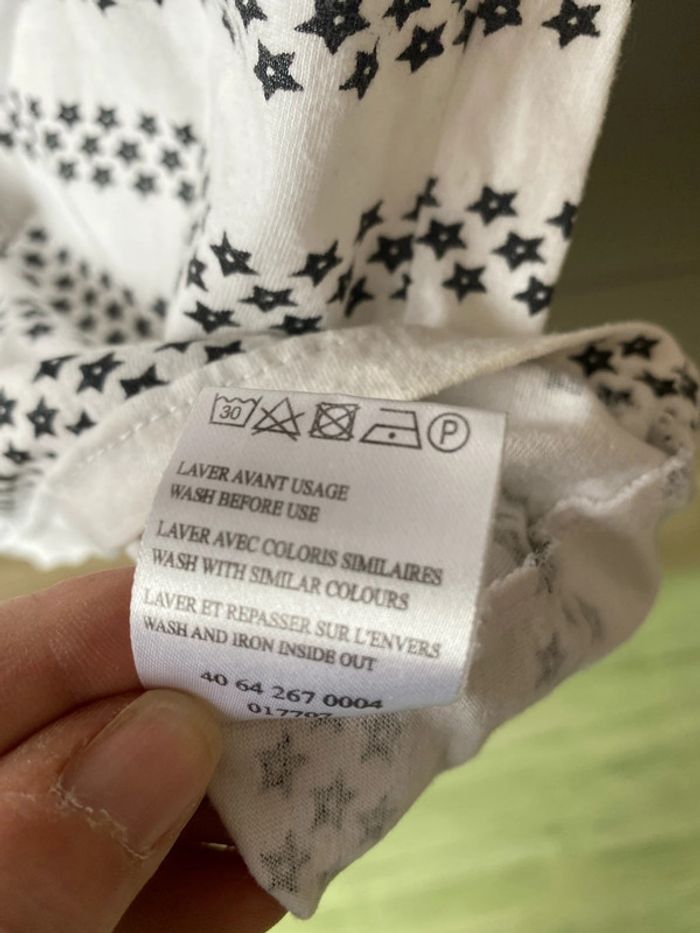 30 P
LAVER AVANT USAGE
WASH BEFORE USE
LAVER AVEC COLORIS SIMILAIRES
WASH WITH SIMILAR COLOURS
LAVER ET REPASSER SUR L'ENVERS
WASH AND IRON INSIDE OUT
40 64 267 0004